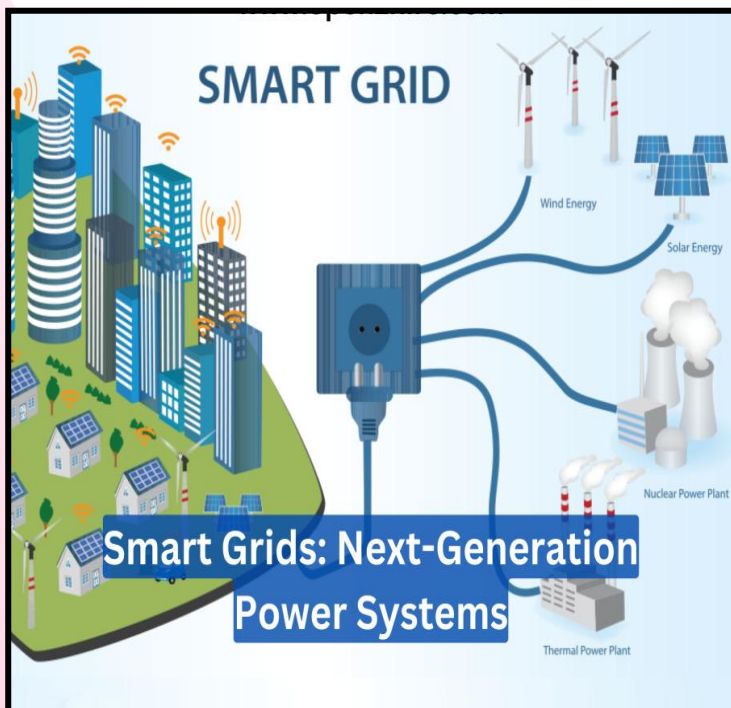 SMART GRID
Wind Energy
Solar Energy
Nuclear Power Plant
Smart Grids: Next-Generation
Power Systems
Thermal Power Plant